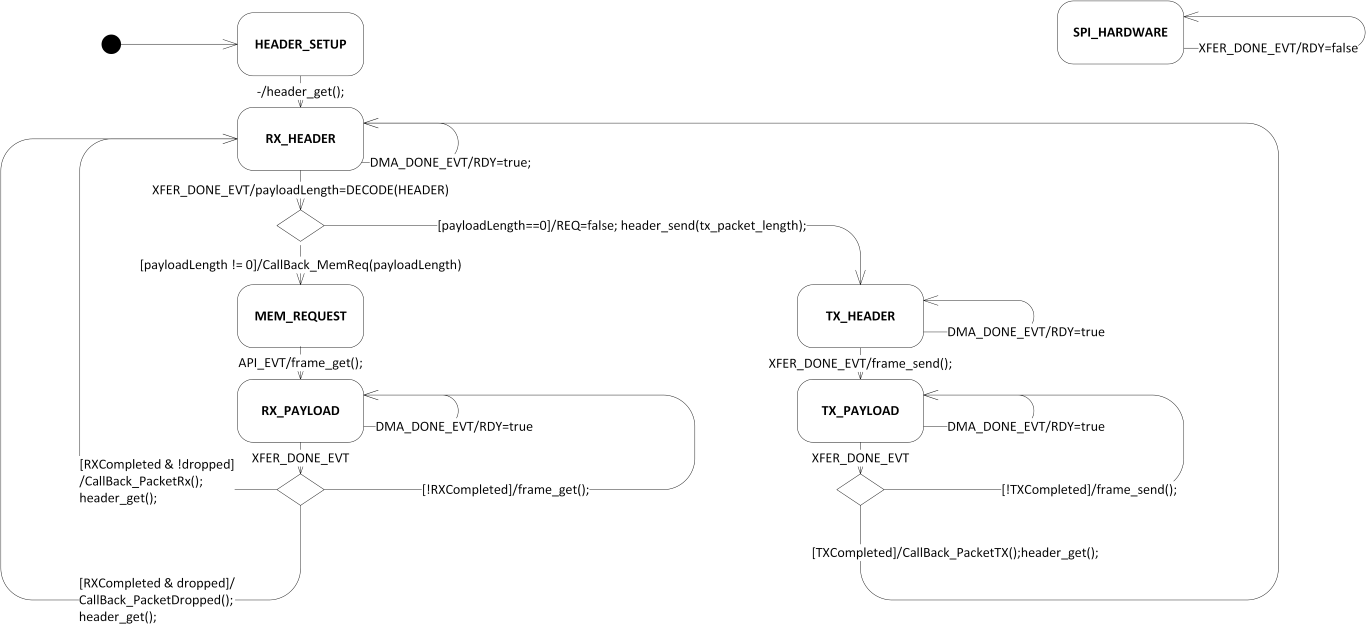 HEADER_SETUP
SPI_HARDWARE
XFER_DONE_EVT/RDY=false
-/header_get();
RX_HEADER
DMA_DONE_EVT/RDY=true;
XFER_DONE_EVT/payloadLength=DECODE(HEADER)
[payloadLength==0]/REQ=false; header_send(tx_packet_length);
[payloadLength != 0]/CallBack_MemReq(payloadLength)
MEM_REQUEST
TX_HEADER
DMA_DONE_EVT/RDY=true
API_EVT/frame_get();
XFER_DONE_EVT/frame_send();
RX_PAYLOAD
DMA_DONE_EVT/RDY=true
TX_PAYLOAD
DMA_DONE_EVT/RDY=true
XFER_DONE_EVT
XFER_DONE_EVT
[RXCompleted & !dropped]
/CallBack_PacketRx();
header_get();
[!RXCompleted]/frame_get();
[!TXCompleted]/frame_send();
[TXCompleted]/CallBack_PacketTX();header_get();
[RXCompleted & dropped]/
CallBack_PacketDropped();
header_get();